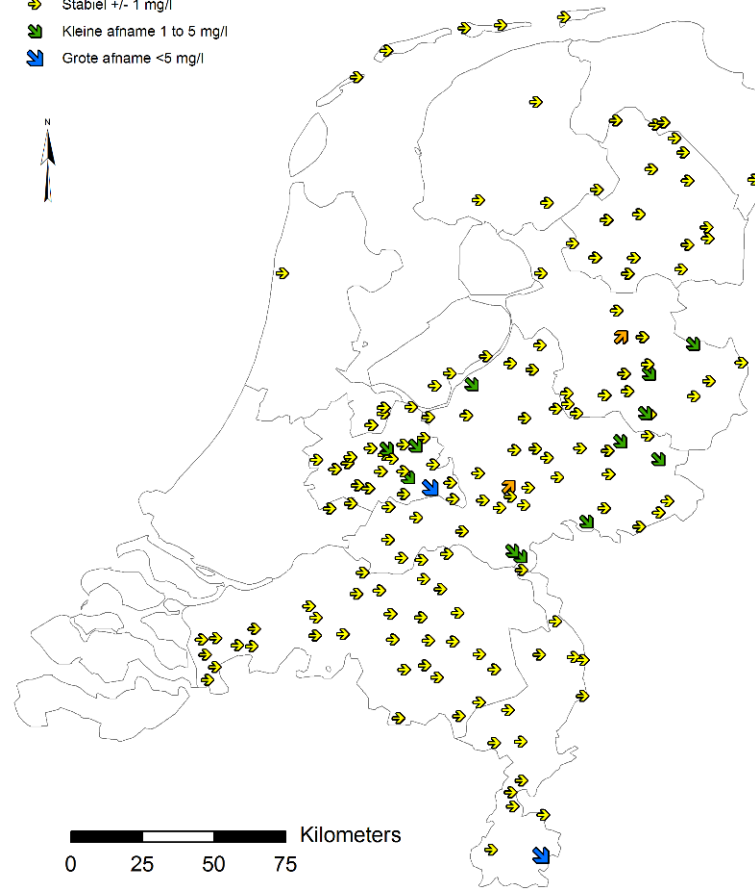 Stabiel +/- 1 mg/l
Kleine afname 1 to 5 mg/l
Grote afname <5 mg/l
N
Kilometers
0 25 50 75